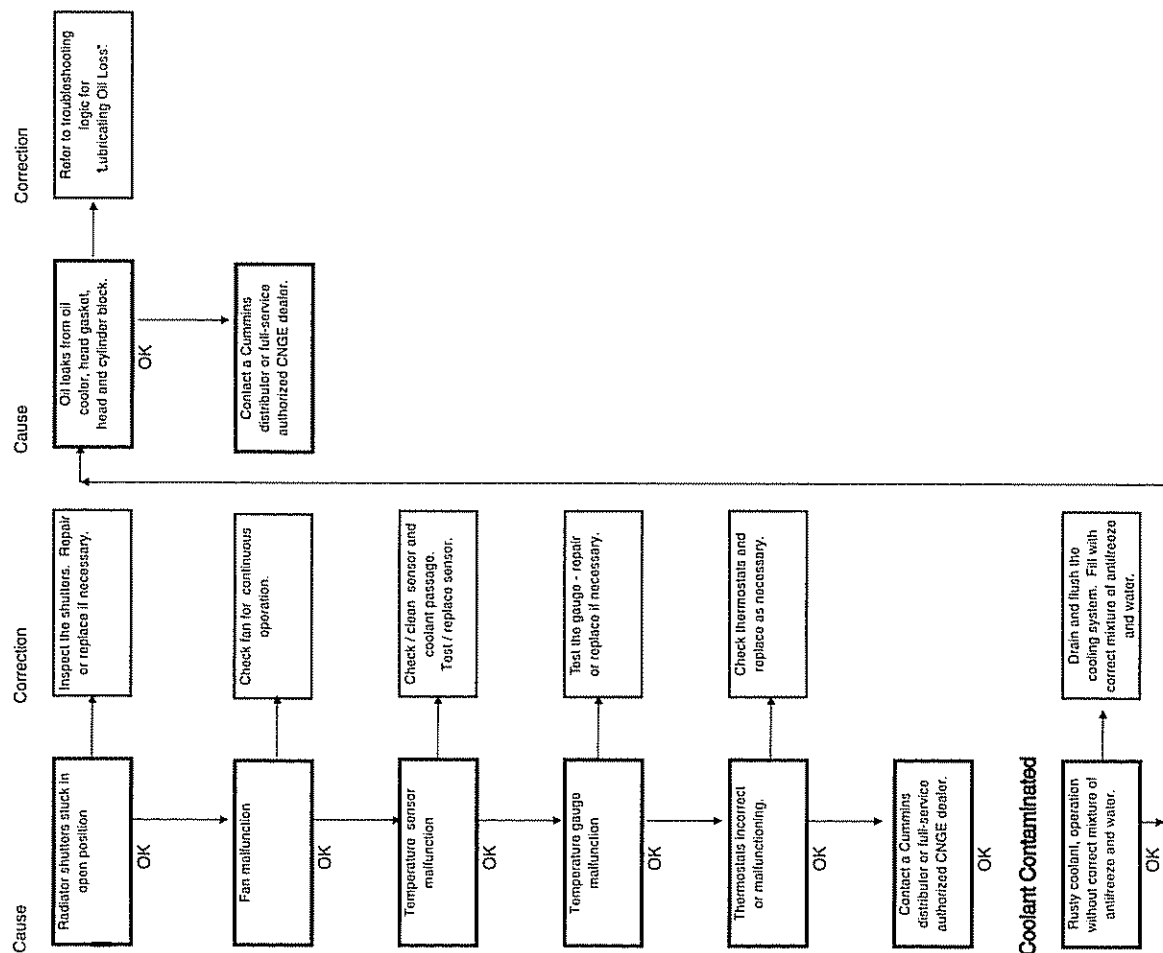 Cause
Correction
Radiator shutters stuck in
open position
Inspect the shutters. Repair
or replace if necessary.
OK
Fan malfunction
Check fan for continuous
operation.
OK
Temperature sensor
malfunction
Check / clean sensor and
coolant passage.
Test / replace sensor.
OK
Temperature gauge
malfunction
Test the gauge - repair
or replace if necessary.
OK
Thermostats incorrect
or malfunctioning.
Check thermostats and
replace as necessary.
OK
Contact a Cummins
distributor or full-service
authorized CNGE dealer.
OK
Coolant Contaminated
Rusty coolant, operation
without correct mixture of
antifreeze and water.
Drain and flush the
cooling system. Fill with
correct mixture of antifreeze
and water.
OK
Cause
Correction
Oil leaks from oil
cooler, head gasket,
head and cylinder block.
Refer to troubleshooting
logic for
"Lubricating Oil Loss".
OK
Contact a Cummins
distributor or full-service
authorized CNGE dealer.